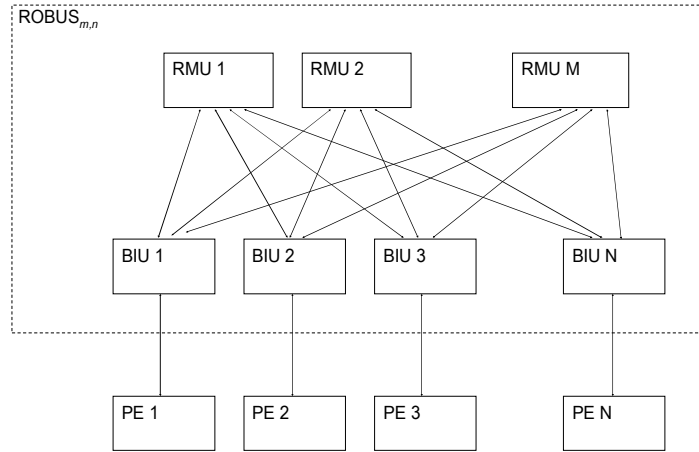 ROBUSm,n
RMU 1 RMU 2 RMU M
BIU 1 BIU 2 BIU 3 BIU N
PE 1 PE 2 PE 3 PE N